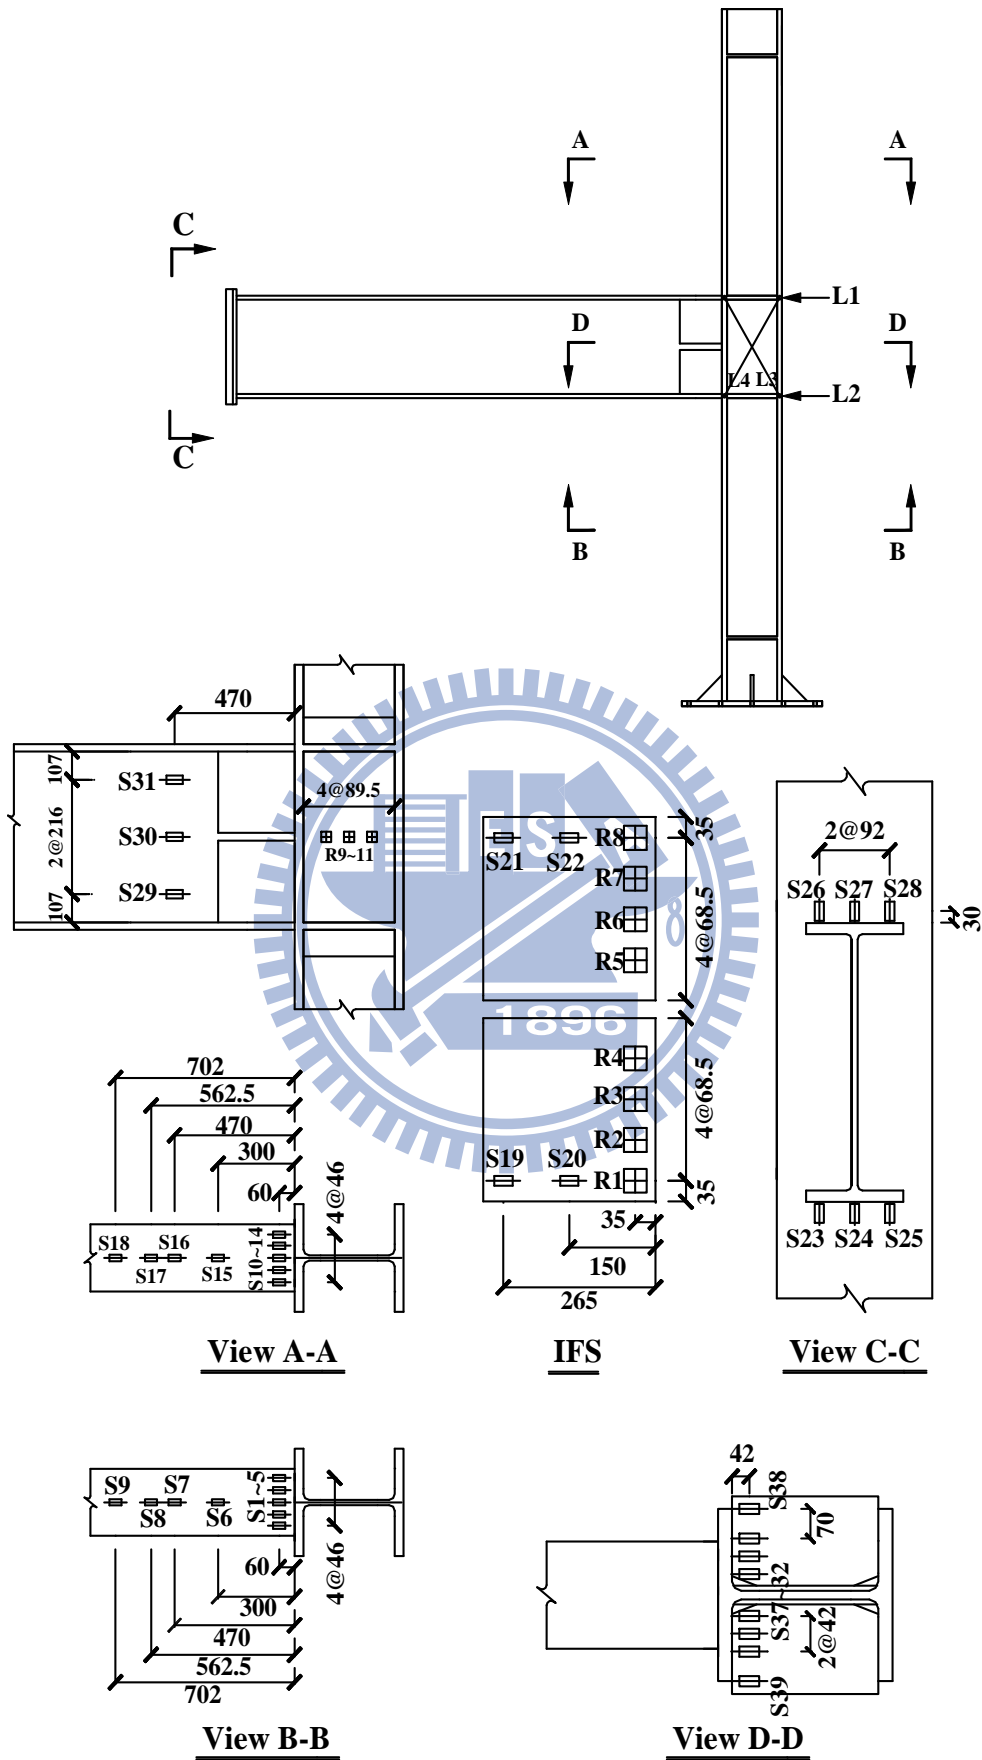 A A
C
L1
D D
L4 L3
L2
C
B B
470
107
2@216
107
S31
S30
S29
4@89.5
R9~11
35
S21 S22 R8
R7
R6
R5
4@68.5
1896
R4
R3
R2
S19 S20 R1
4@68.5
35
35
150
265
IFS
2@92
S26 S27 S28
30
S23 S24 S25
View C-C
702
562.5
470
300
60
4@46
S18 S16
S17 S15
S10~14
View A-A
S9 S7
S8 S6
S1~5
60
4@46
300
470
562.5
702
View B-B
42
S38
70
S37~32
2@42
S39
View D-D